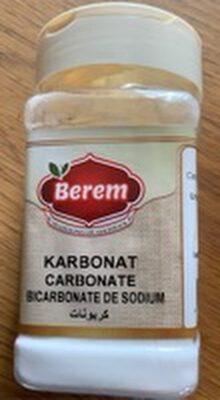 Berem
KARBONAT
CARBONATE
BICARBONATE DE SODIUM
كربونات